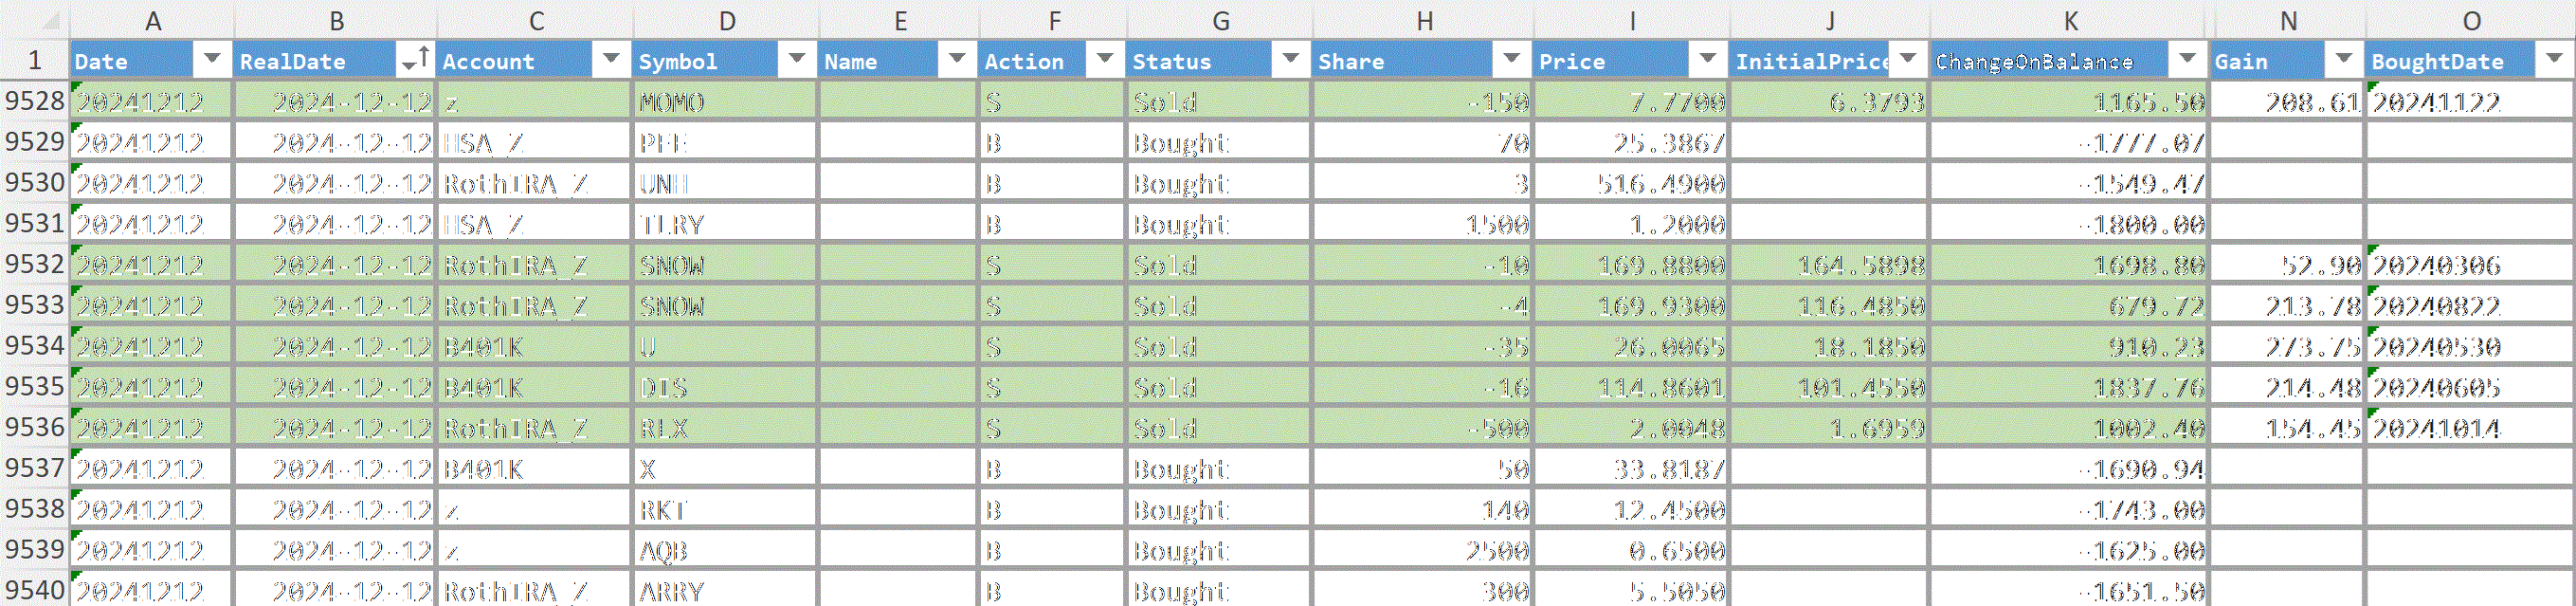 A B C D E F G H I J K N O
1 Date RealDate Account Symbol Name Action Status Share Price InitialPrice ChangeOnBalance Gain BoughtDate
9528 20241212 2024-12-12 z MOMO S Sold -150 7.7700 6.3793 1165.50 208.61 20241122
9529 20241212 2024-12-12 HSA_Z PFE B Bought 70 25.3867 -1777.07
9530 20241212 2024-12-12 RothIRA_Z UNH B Bought 3 516.4900 -1549.47
9531 20241212 2024-12-12 HSA_Z TLRY B Bought 1500 1.2000 -1800.00
9532 20241212 2024-12-12 RothIRA_Z SNOW S Sold -10 169.8800 164.5898 1698.80 52.90 20240306
9533 20241212 2024-12-12 RothIRA_Z SNOW S Sold -4 169.9300 116.4850 679.72 213.78 20240822
9534 20241212 2024-12-12 B401K U S Sold -35 26.0065 18.1850 910.23 273.75 20240530
9535 20241212 2024-12-12 B401K DIS S Sold -16 114.8601 101.4550 1837.76 214.48 20240605
9536 20241212 2024-12-12 RothIRA_Z RLX S Sold -500 2.0048 1.6959 1002.40 154.45 20241014
9537 20241212 2024-12-12 B401K X B Bought 50 33.8187 -1690.94
9538 20241212 2024-12-12 z RKT B Bought 140 12.4500 -1743.00
9539 20241212 2024-12-12 z AQB B Bought 2500 0.6500 -1625.00
9540 20241212 2024-12-12 RothIRA_Z ARRY B Bought 300 5.5050 -1651.50